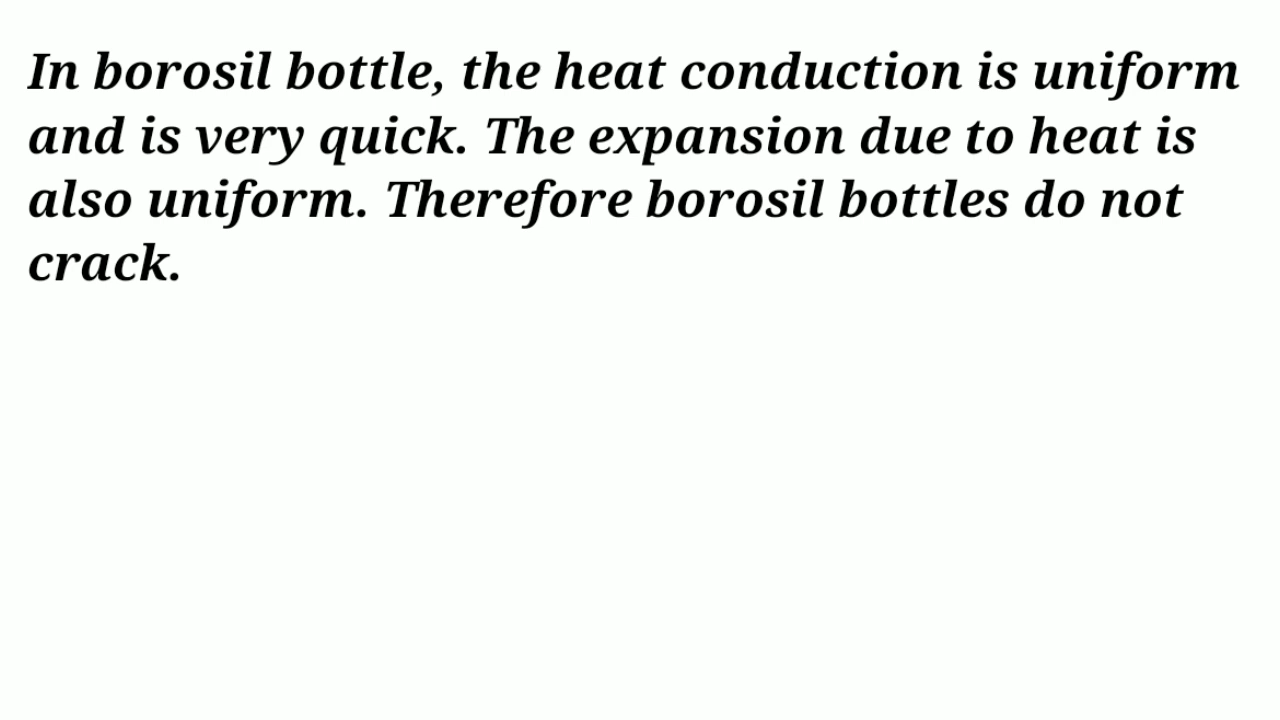 In borosil bottle, the heat conduction is uniform
and is very quick. The expansion due to heat is
also uniform. Therefore borosil bottles do not
crack.